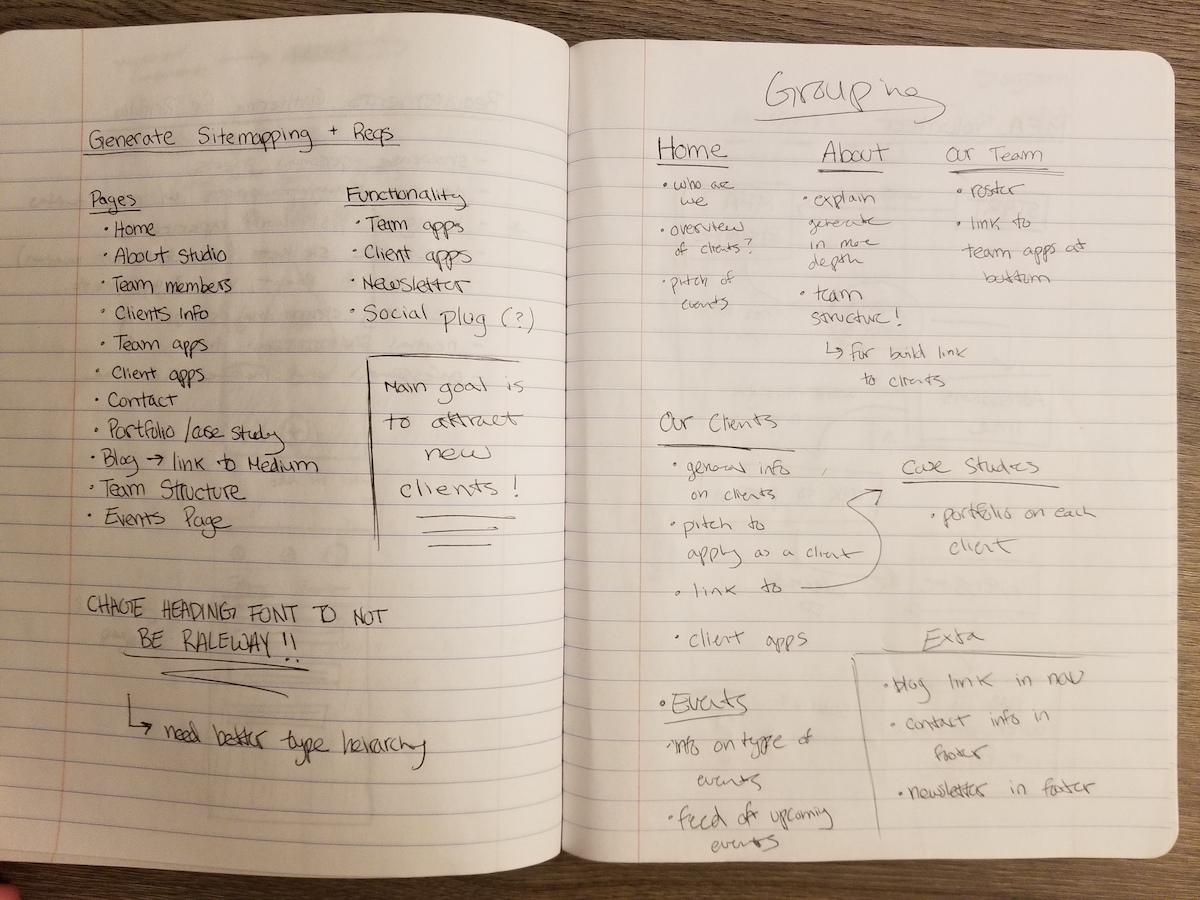 Generate Sitemapping + Reqs
Pages
• Home
• About Studio
• Team members
• Clients Info
• Team apps
• Client apps
• Contact
• Portfolio / case study
• Blog → link to Medium
• Team Structure
• Events Page
Functionality
• Team apps
• Client apps
• Newsletter
• Social plug (?)
Main goal is
to attract
new
clients!
CHAGE HEADING FONT TO NOT
BE RALEWAY!!
↳ need better type heirarchy
Grouping
Home
• who are
we
• overview
of clients?
• pitch of
events
About
• explain
generate
in more
depth
• team
structure!
↳ for build link
to clients
Our Team
• roster
• link to
team apps at
bottom
Our Clients
• general info
on clients
• pitch to
apply as a client
• link to
• client apps
Case Studies
• portfolio on each
client
• Events
• info on type of
events
• feed of upcoming
events
Extra
• blog link in nav
• contact info in
footer
• newsletter in footer